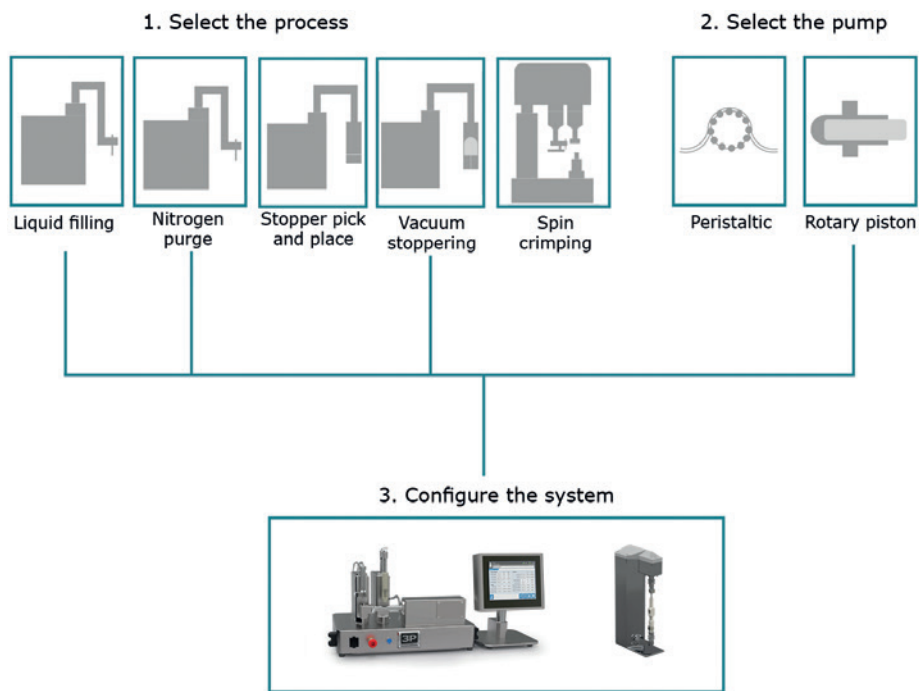 1. Select the process
2. Select the pump
Liquid filling
Nitrogen
purge
Stopper pick
and place
Vacuum
stoppering
Spin
crimping
Peristaltic
Rotary piston
3. Configure the system
3P